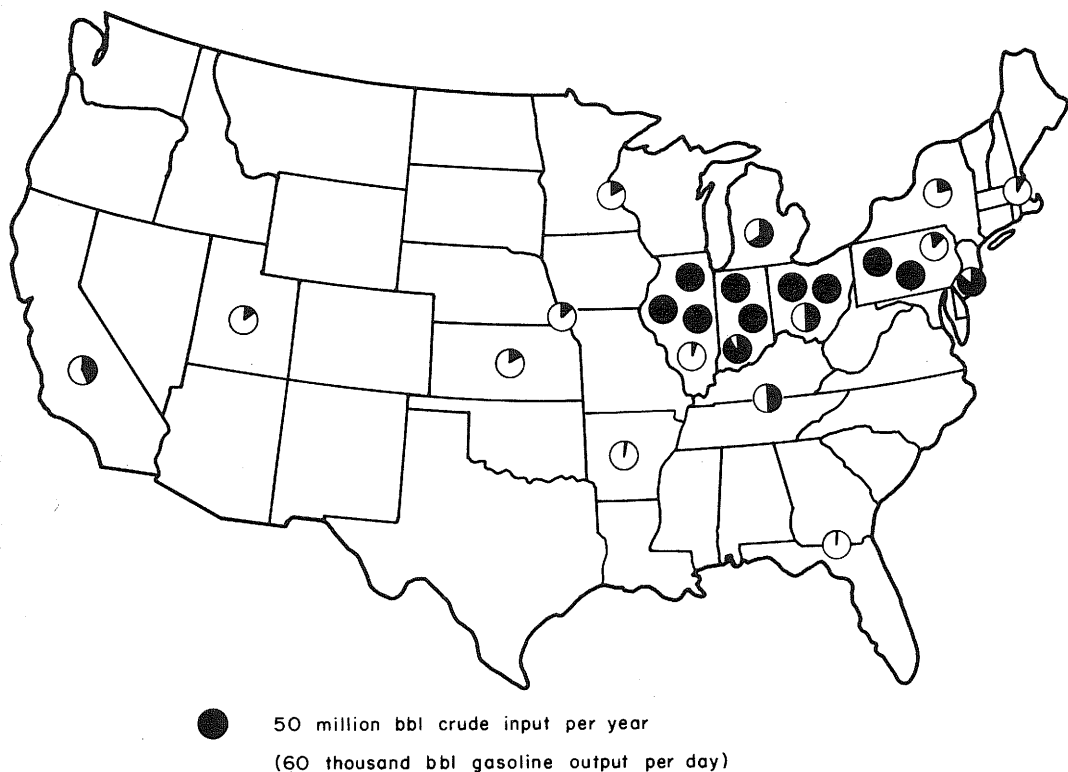 50 million bbl crude input per year
(60 thousand bbl gasoline output per day)